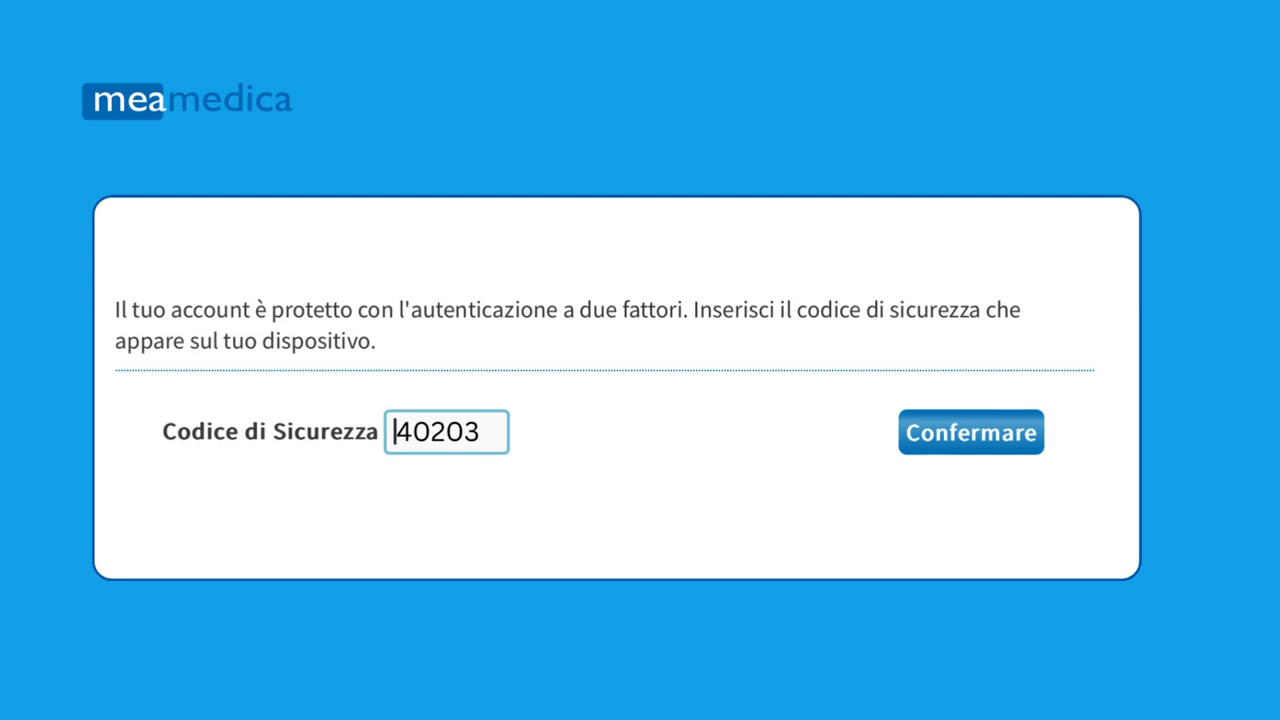 meamedica
Il tuo account è protetto con l'autenticazione a due fattori. Inserisci il codice di sicurezza che
appare sul tuo dispositivo.
Codice di Sicurezza 40203 Confermare